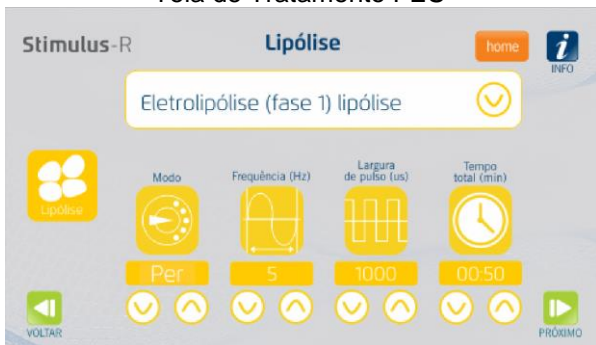 Tela de Tratamento PEC
Stimulus-R
Lipólise
home
i
INFO
Eletrolipólise (fase 1) lipólise
Lipólise
Modo
Frequência (Hz)
Largura
de pulso (us)
Tempo
total (min)
Per
5
1000
00:50
VOLTAR
PRÓXIMO